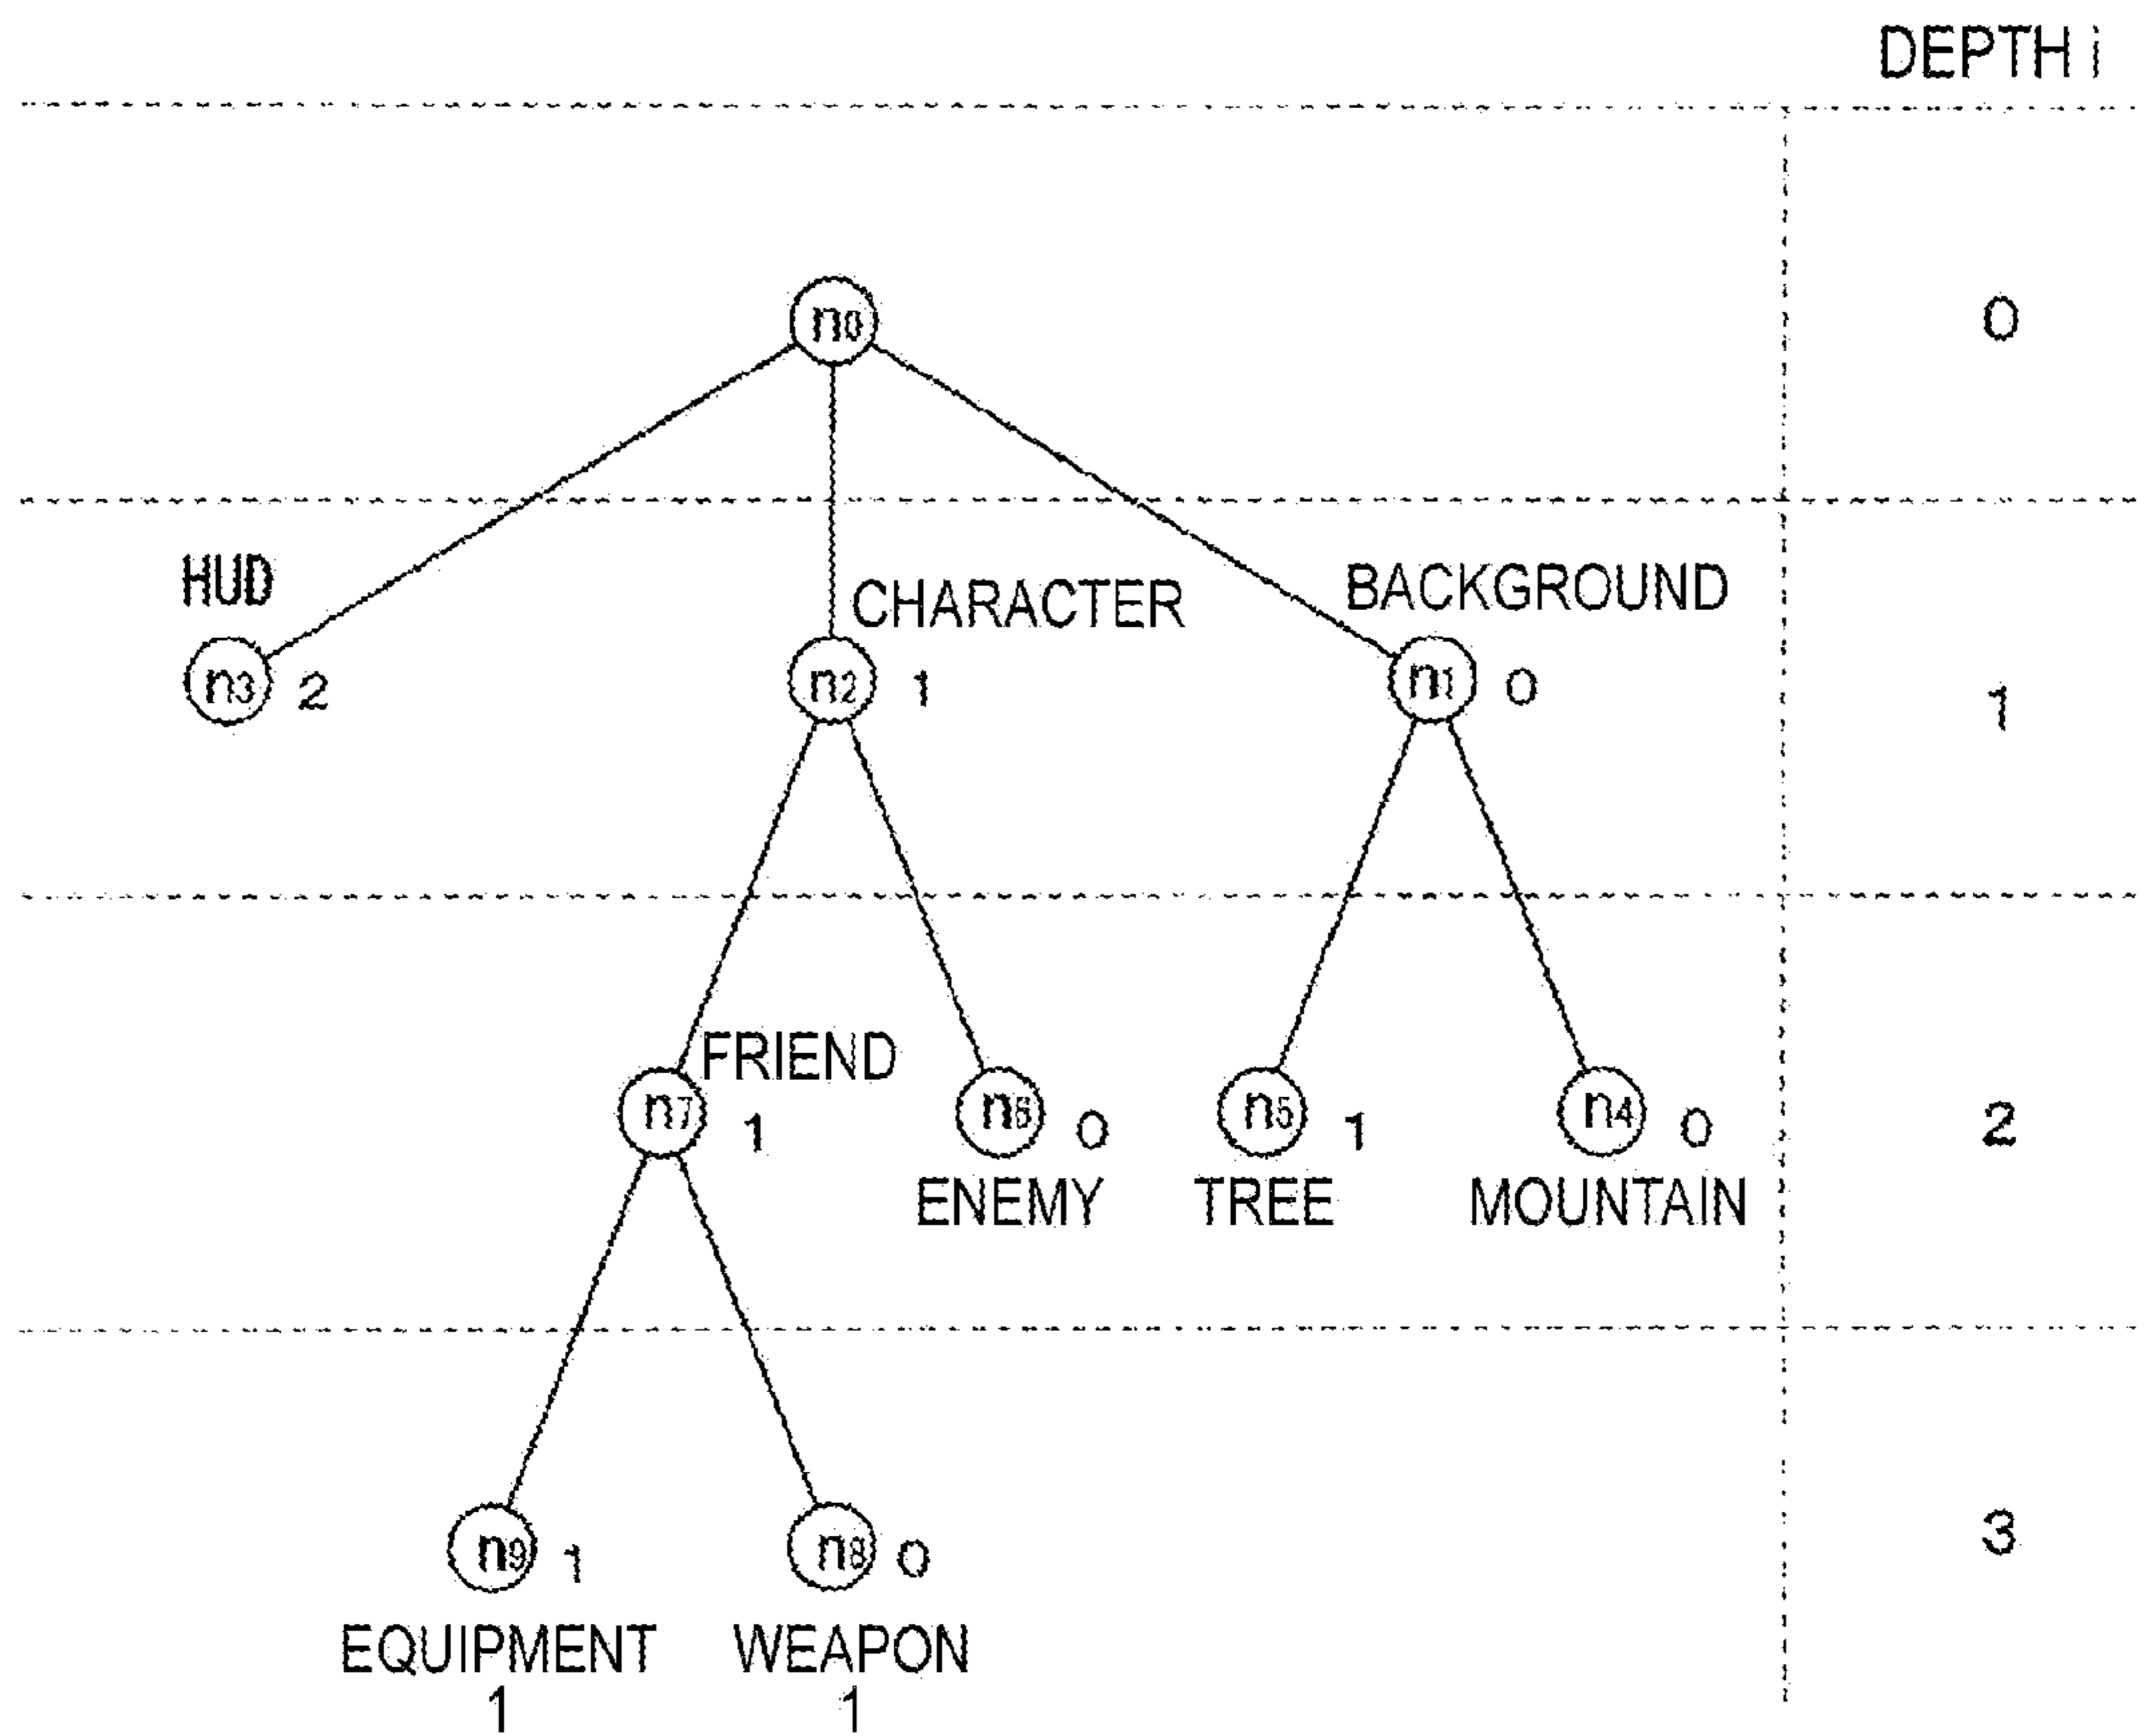 DEPTH i
n0 0
HUD
CHARACTER
BACKGROUND
n3 2 n2 1 n1 0 1
FRIEND
n7 1 n6 0 n5 1 n4 0 2
ENEMY TREE MOUNTAIN
n9 1 n8 0 3
EQUIPMENT WEAPON
1 1